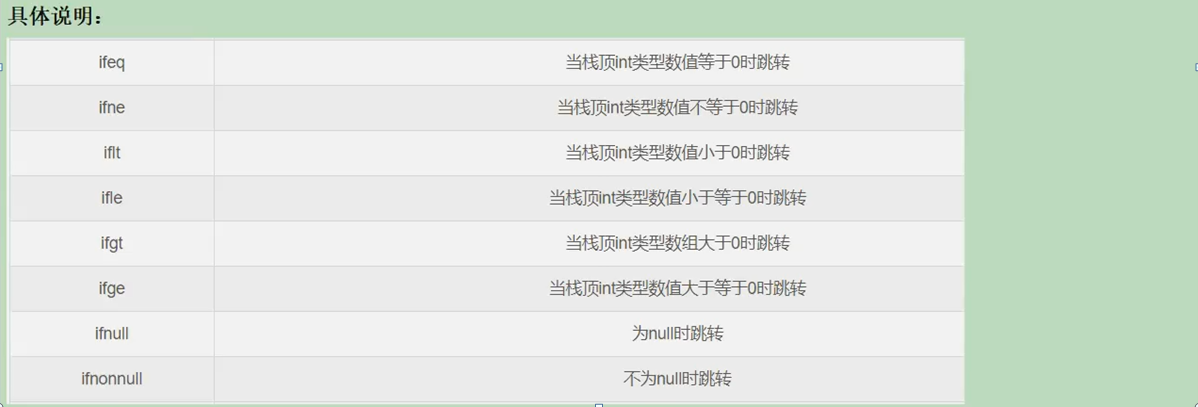 具体说明：
ifeq 当栈顶int类型数值等于0时跳转
ifne 当栈顶int类型数值不等于0时跳转
iflt 当栈顶int类型数值小于0时跳转
ifle 当栈顶int类型数值小于等于0时跳转
ifgt 当栈顶int类型数组大于0时跳转
ifge 当栈顶int类型数值大于等于0时跳转
ifnull 为null时跳转
ifnonnull 不为null时跳转